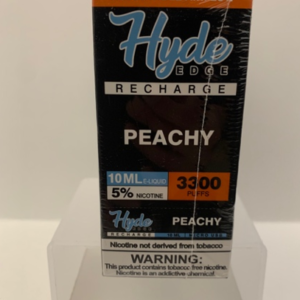 Hyde
EDGE
RECHARGE
PEACHY
10ML E-LIQUID
5% NICOTINE
3300
PUFFS
Hyde
PEACHY
RECHARGE
Nicotine not derived from tobacco
WARNING:
This product contains tobacco free nicotine.
Nicotine is an addictive chemical.